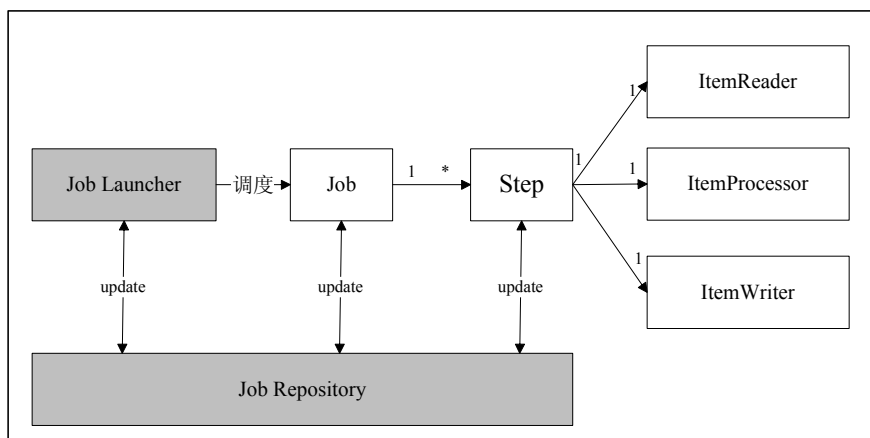 ItemReader
1
Job Launcher
调度
Job
1
*
Step
1
1
ItemProcessor
1
ItemWriter
update
update
update
Job Repository